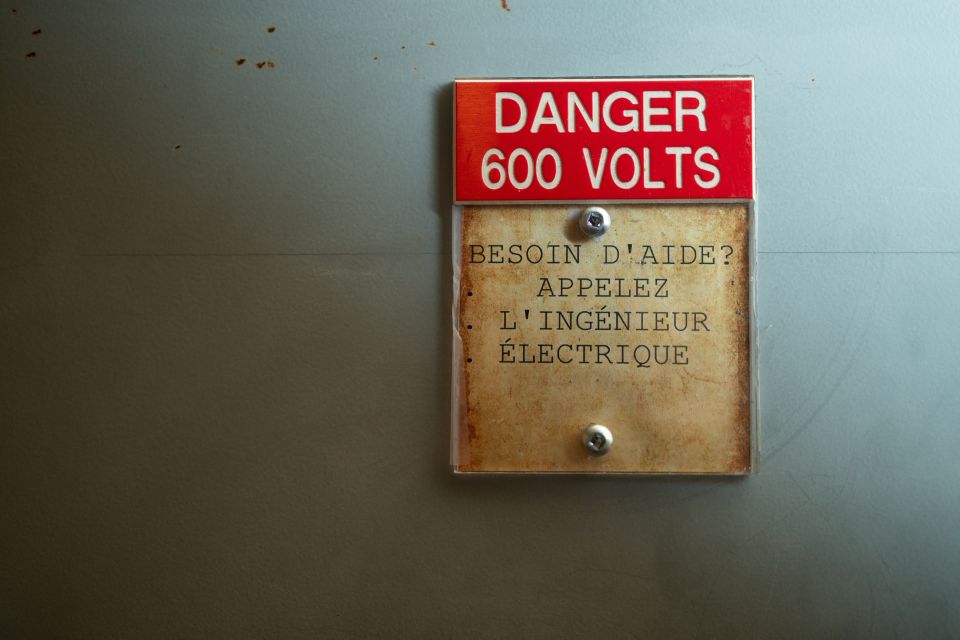 DANGER
600 VOLTS
BESOIN D'AIDE?
APPELEZ
L'INGÉNIEUR
ÉLECTRIQUE